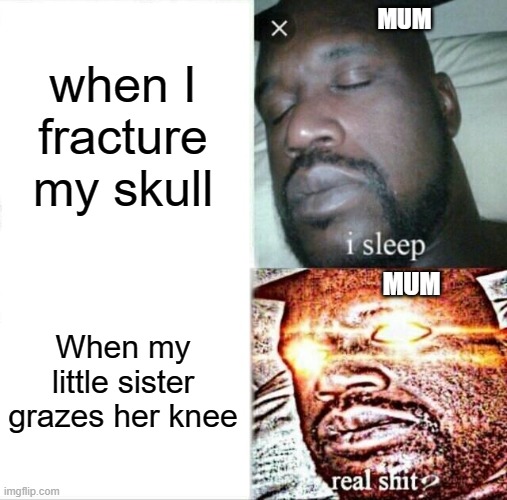 when I
fracture
my skull
MUM
i sleep
When my
little sister
grazes her knee
MUM
real shit?
imgflip.com